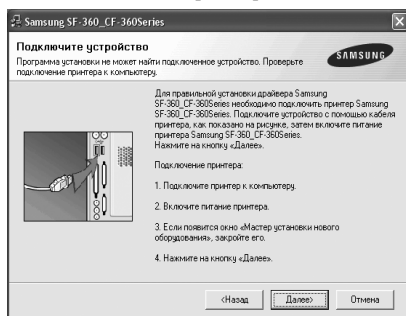 Samsung SF-360_CF-360Series
Подключите устройство
Программа установки не может найти подключенное устройство. Проверьте
подключение принтера к компьютеру.
SAMSUNG
Для правильной установки драйвера Samsung
SF-360_CF-360Series необходимо подключить принтер Samsung
SF-360_CF-360Series. Подключите устройство с помощью кабеля
принтера, как показано на рисунке, затем включите питание
принтера Samsung SF-360_CF-360Series.
Нажмите на кнопку «Далее».
Подключение принтера:
1. Подключите принтер к компьютеру.
2. Включите питание принтера.
3. Если появится окно «Мастер установки нового
оборудования», закройте его.
4. Нажмите на кнопку «Далее».
<Назад
Далее>
Отмена